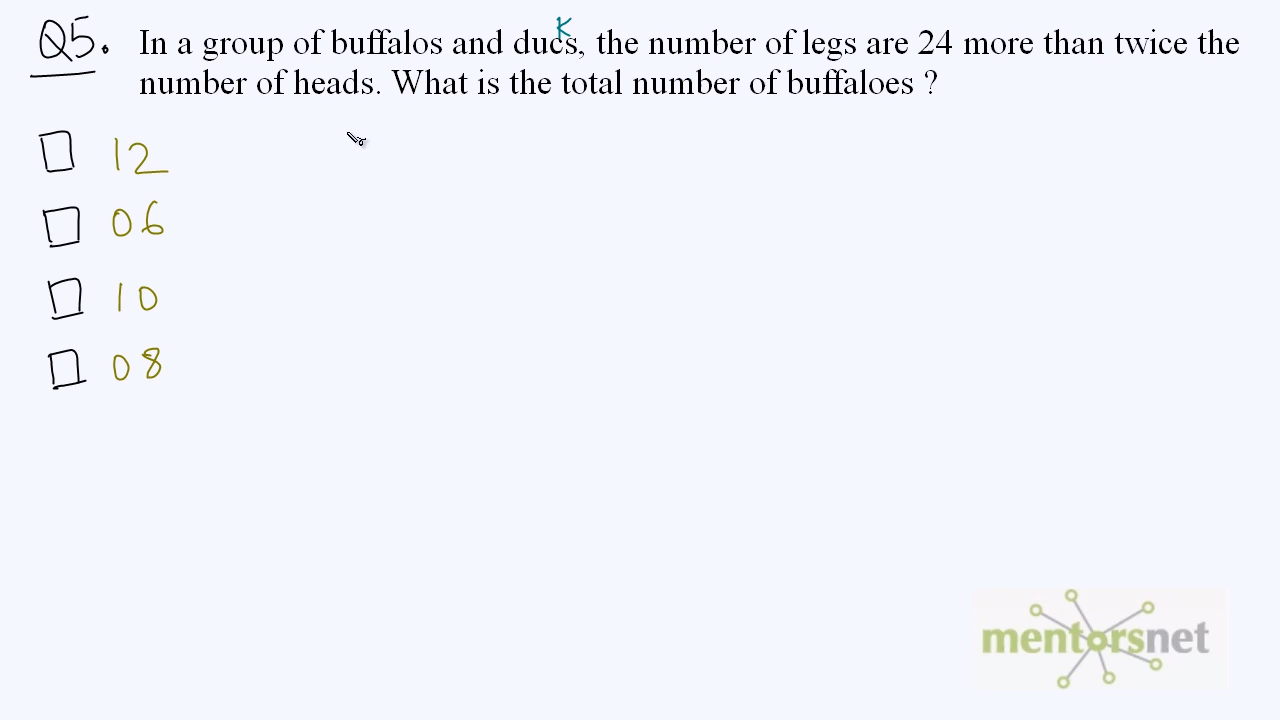 Q5. In a group of buffalos and ducks, the number of legs are 24 more than twice the
number of heads. What is the total number of buffaloes ?
12
06
10
08
mentorsnet